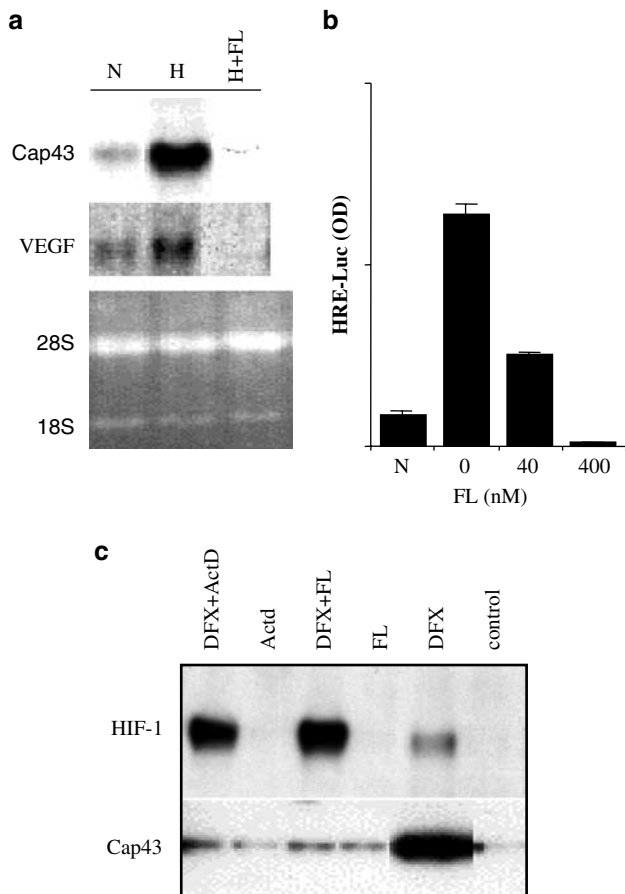 a
N H H+FL
Cap43
VEGF
28S
18S
b
HRE-Luc (OD)
N 0 40 400
FL (nM)
c
DFX+ActD Actd DFX+FL FL DFX control
HIF-1
Cap43